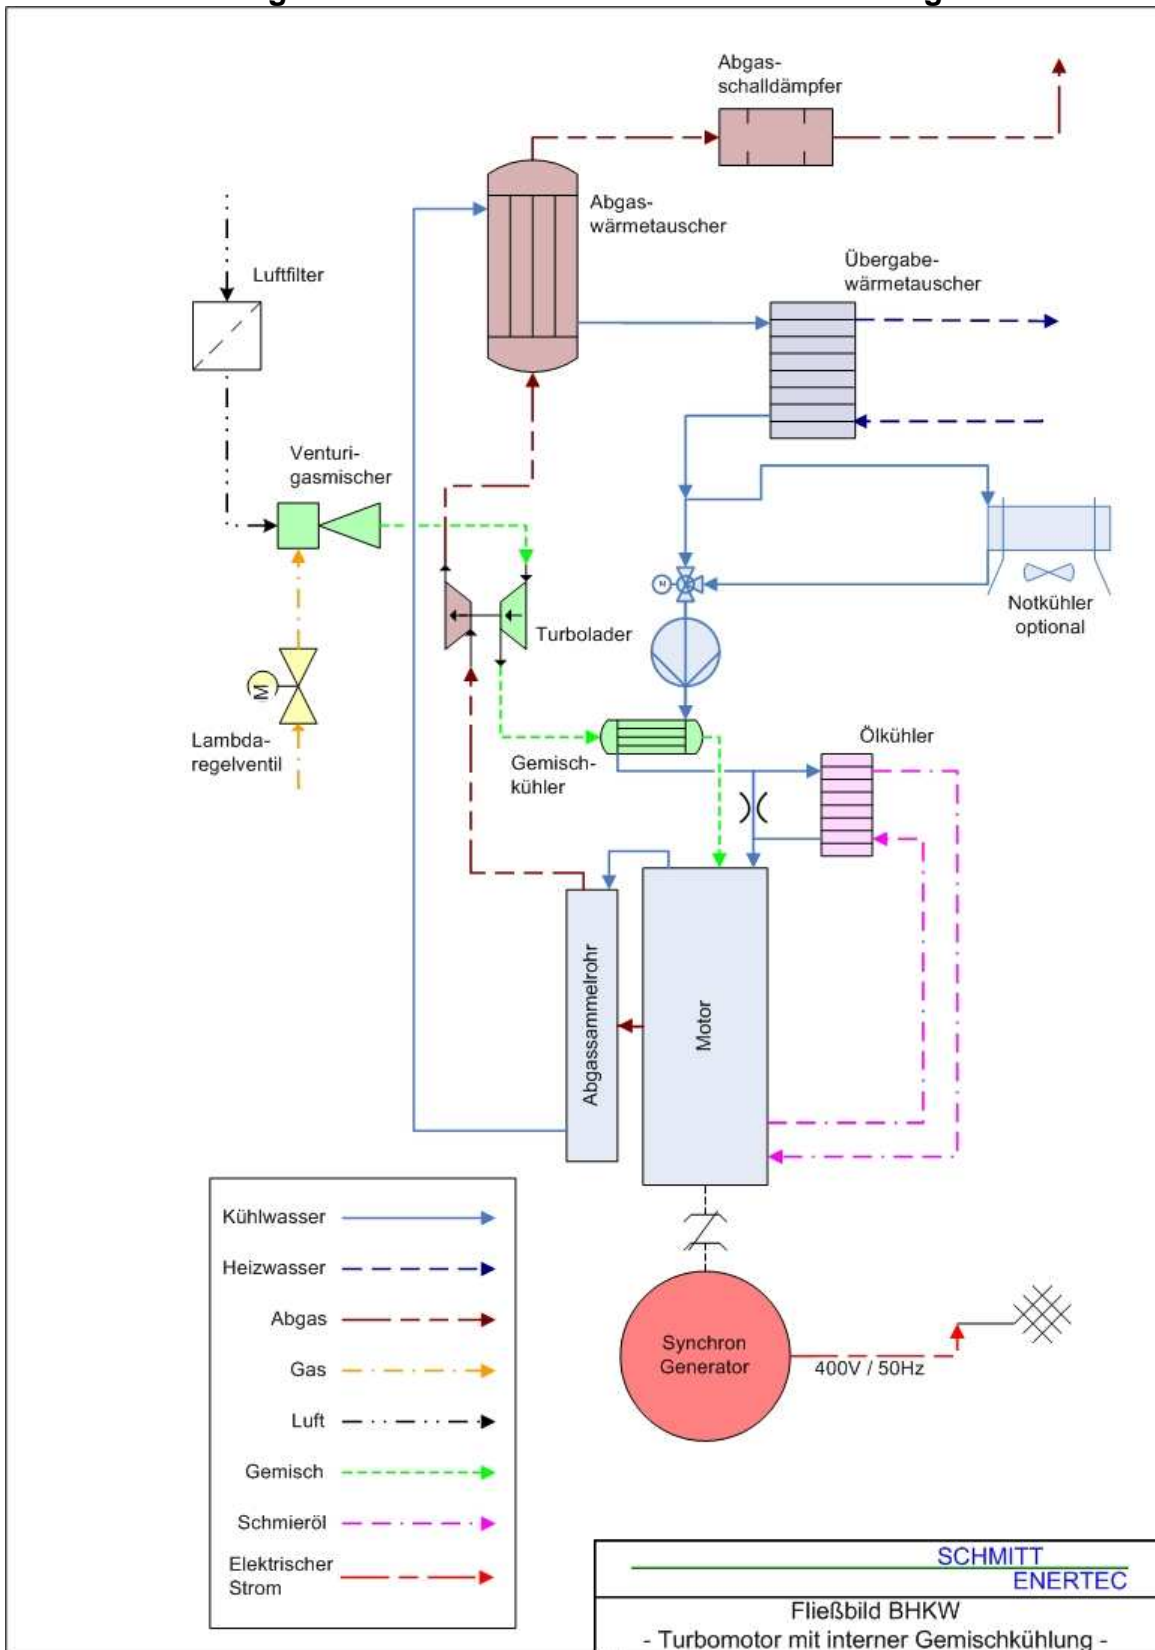 Abgas-
schalldämpfer
Abgas-
wärmetauscher
Übergabe-
wärmetauscher
Luftfilter
Venturi-
gasmischer
Turbolader
M
Notkühler
optional
M
Lambda-
regelventil
Gemisch-
kühler
Ölkühler
Abgassammelrohr
Motor
Kühlwasser
Heizwasser
Abgas
Gas
Luft
Gemisch
Schmieröl
Elektrischer
Strom
Synchron
Generator
400V / 50Hz
SCHMITT
ENERTEC
Fließbild BHKW
- Turbomotor mit interner Gemischkühlung -